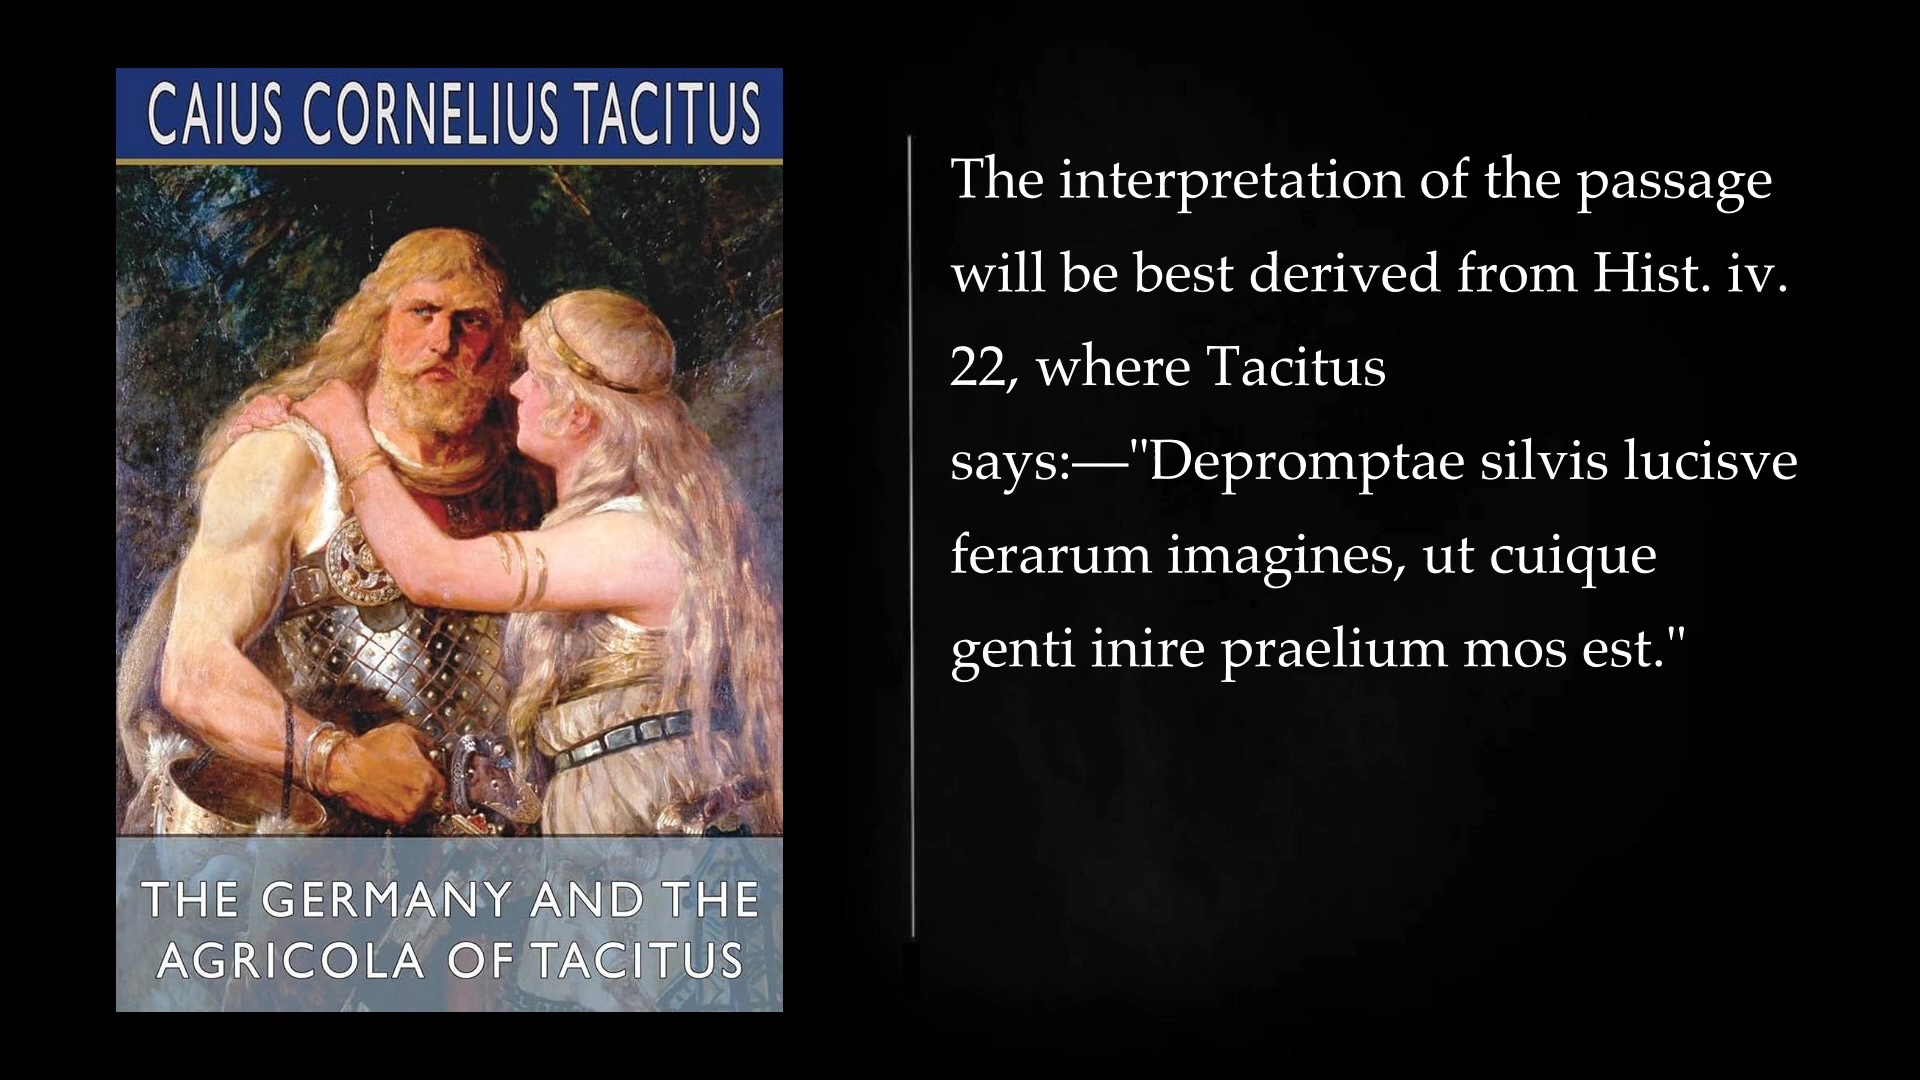 CAIUS CORNELIUS TACITUS
THE GERMANY AND THE
AGRICOLA OF TACITUS
The interpretation of the passage
will be best derived from Hist. iv.
22, where Tacitus
says:—"Depromptae silvis lucisve
ferarum imagines, ut cuique
genti inire praelium mos est."